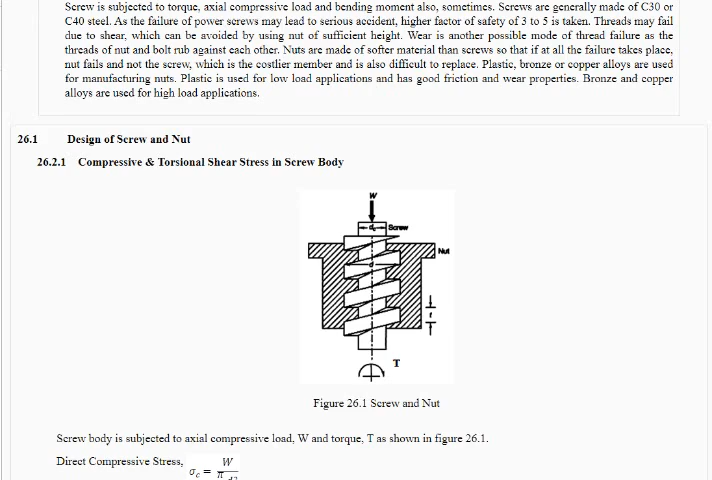 Screw is subjected to torque, axial compressive load and bending moment also, sometimes. Screws are generally made of C30 or
C40 steel. As the failure of power screws may lead to serious accident, higher factor of safety of 3 to 5 is taken. Threads may fail
due to shear, which can be avoided by using nut of sufficient height. Wear is another possible mode of thread failure as the
threads of nut and bolt rub against each other. Nuts are made of softer material than screws so that if at all the failure takes place,
nut fails and not the screw, which is the costlier member and is also difficult to replace. Plastic, bronze or copper alloys are used
for manufacturing nuts. Plastic is used for low load applications and has good friction and wear properties. Bronze and copper
alloys are used for high load applications.
26.1 Design of Screw and Nut
26.2.1 Compressive & Torsional Shear Stress in Screw Body
W
dc Screw
Nut
d
t
T
Figure 26.1 Screw and Nut
Screw body is subjected to axial compressive load, W and torque, T as shown in figure 26.1.
Direct Compressive Stress, σc = W
π